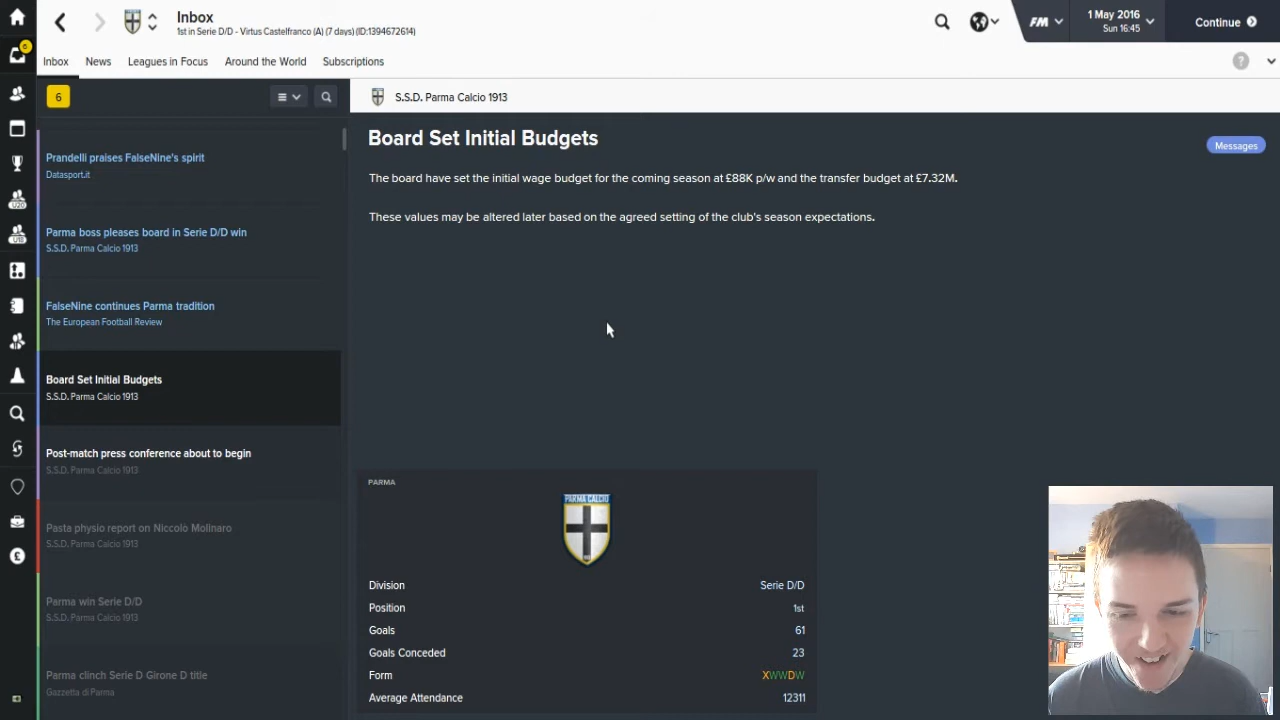 Inbox
1st in Serie D/D - Virtus Castelfranco (A) (7 days) (ID:1394672614)
FM
1 May 2016
Sun 16:45
Continue
6
Inbox
News
Leagues in Focus
Around the World
Subscriptions
?
6
S.S.D. Parma Calcio 1913
Prandelli praises FalseNine's spirit
Datasport.it
Parma boss pleases board in Serie D/D win
S.S.D. Parma Calcio 1913
FalseNine continues Parma tradition
The European Football Review
Board Set Initial Budgets
S.S.D. Parma Calcio 1913
Post-match press conference about to begin
S.S.D. Parma Calcio 1913
Pasta physio report on Niccolò Molinaro
S.S.D. Parma Calcio 1913
Parma win Serie D/D
S.S.D. Parma Calcio 1913
Parma clinch Serie D Girone D title
Gazzetta di Parma
Board Set Initial Budgets
Messages
The board have set the initial wage budget for the coming season at £88K p/w and the transfer budget at £7.32M.
These values may be altered later based on the agreed setting of the club's season expectations.
PARMA
PARMA CALCIO
Division Serie D/D
Position 1st
Goals 61
Goals Conceded 23
Form XWWDW
Average Attendance 12311